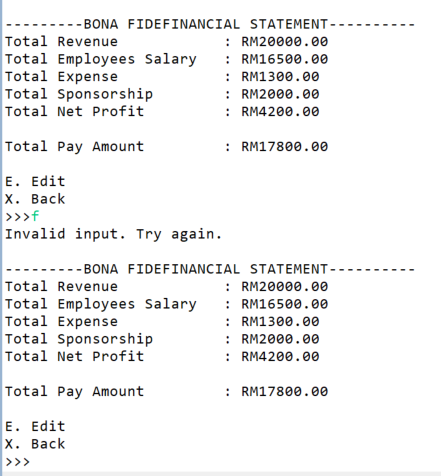 ---------BONA FIDEFINANCIAL STATEMENT----------
Total Revenue : RM20000.00
Total Employees Salary : RM16500.00
Total Expense : RM1300.00
Total Sponsorship : RM2000.00
Total Net Profit : RM4200.00
Total Pay Amount : RM17800.00
E. Edit
X. Back
>>>f
Invalid input. Try again.
---------BONA FIDEFINANCIAL STATEMENT----------
Total Revenue : RM20000.00
Total Employees Salary : RM16500.00
Total Expense : RM1300.00
Total Sponsorship : RM2000.00
Total Net Profit : RM4200.00
Total Pay Amount : RM17800.00
E. Edit
X. Back
>>>